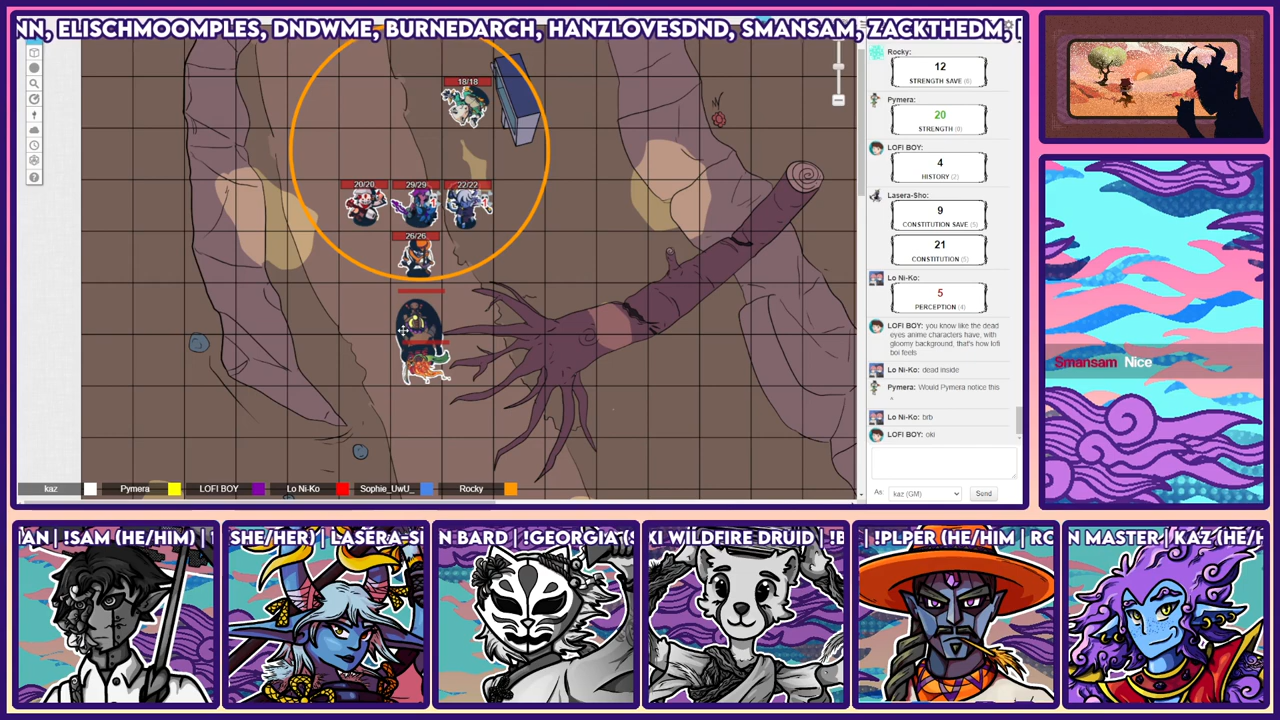 NN, ELISCHMOOMPLES, DNDWME, BURNEDARCH, HANZLOVESDND, SMANSAM, ZACKTHEDM,
18/18
20/20
29/29
22/22
26/26
Rocky:
12
STRENGTH SAVE (6)
Pymera:
20
STRENGTH (0)
LOFI BOY:
4
HISTORY (2)
Lasera-Sho:
9
CONSTITUTION SAVE (5)
21
CONSTITUTION (5)
Lo Ni-Ko:
5
PERCEPTION (4)
LOFI BOY: you know like the dead
eyes anime characters have, with
gloomy background, that's how lofi
boi feels
Lo Ni-Ko: dead inside
Pymera: Would Pymera notice this
^
Lo Ni-Ko: brb
LOFI BOY: oki
As: kaz (GM) Send
kaz Pymera LOFI BOY Lo Ni-Ko Sophie_UwU_ Rocky
Smansam Nice
IAN | !SAM (HE/HIM) |
SHE/HER) | LASERA-S
N BARD | !GEORGIA (S
KI WILDFIRE DRUID | !B
| !PLPER (HE/HIM | RO
N MASTER | KAZ (HE/H